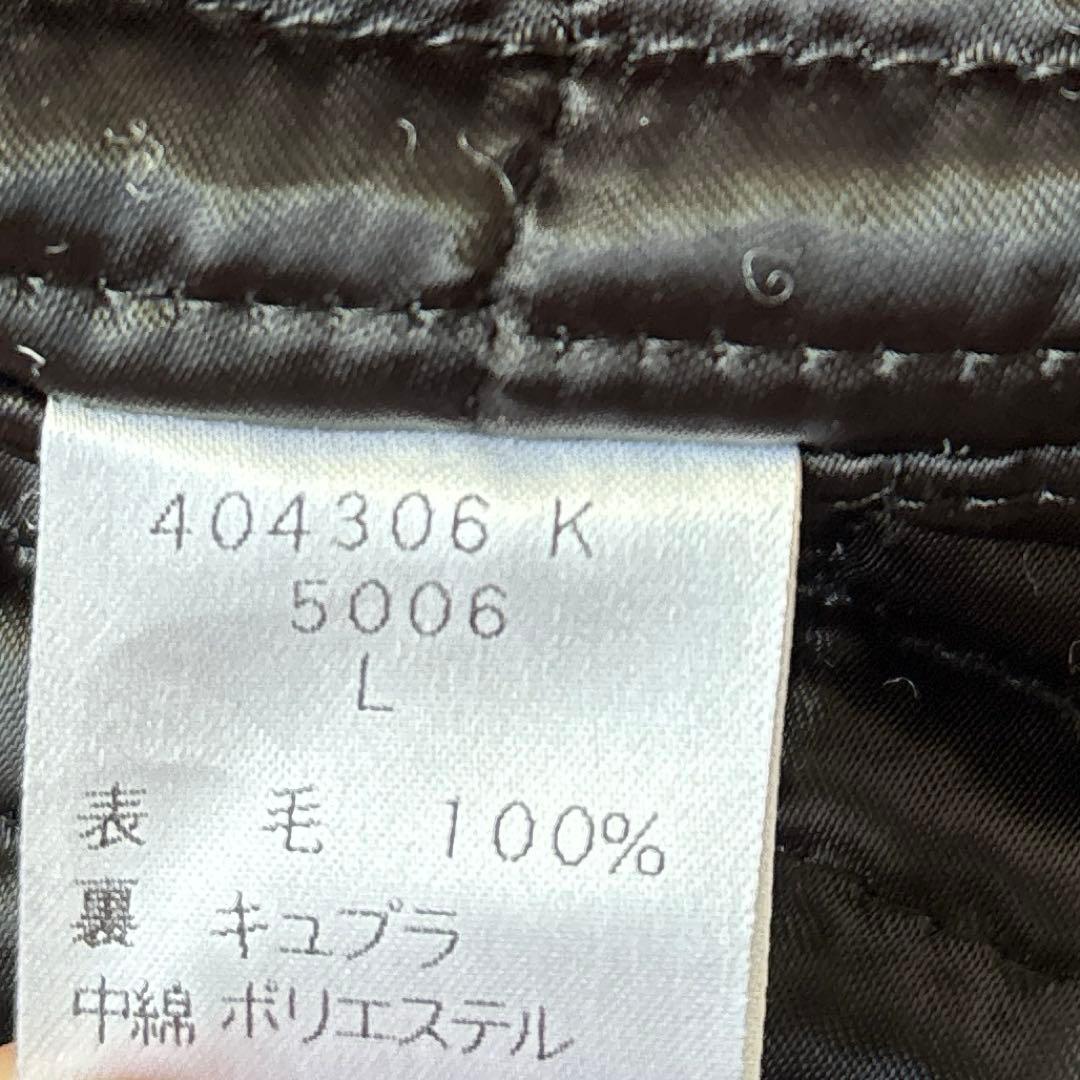 404306 K
5006
L
表 毛 100%
裏 キュプラ
中綿 ポリエステル